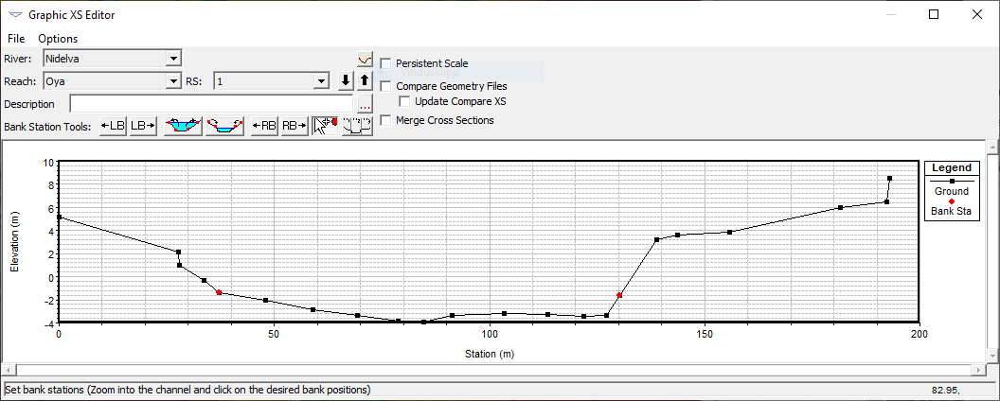 Graphic XS Editor
File Options
River: Nidelva
Reach: Oya RS: 1
Description ...
Bank Station Tools: LB LB RB RB
Persistent Scale
Compare Geometry Files
Update Compare XS
Merge Cross Sections
Legend
Ground
Bank Sta
Elevation (m)
10
8
6
4
2
0
-2
-4
0 50 100 150 200
Station (m)
Set bank stations (Zoom into the channel and click on the desired bank positions) 82.95,